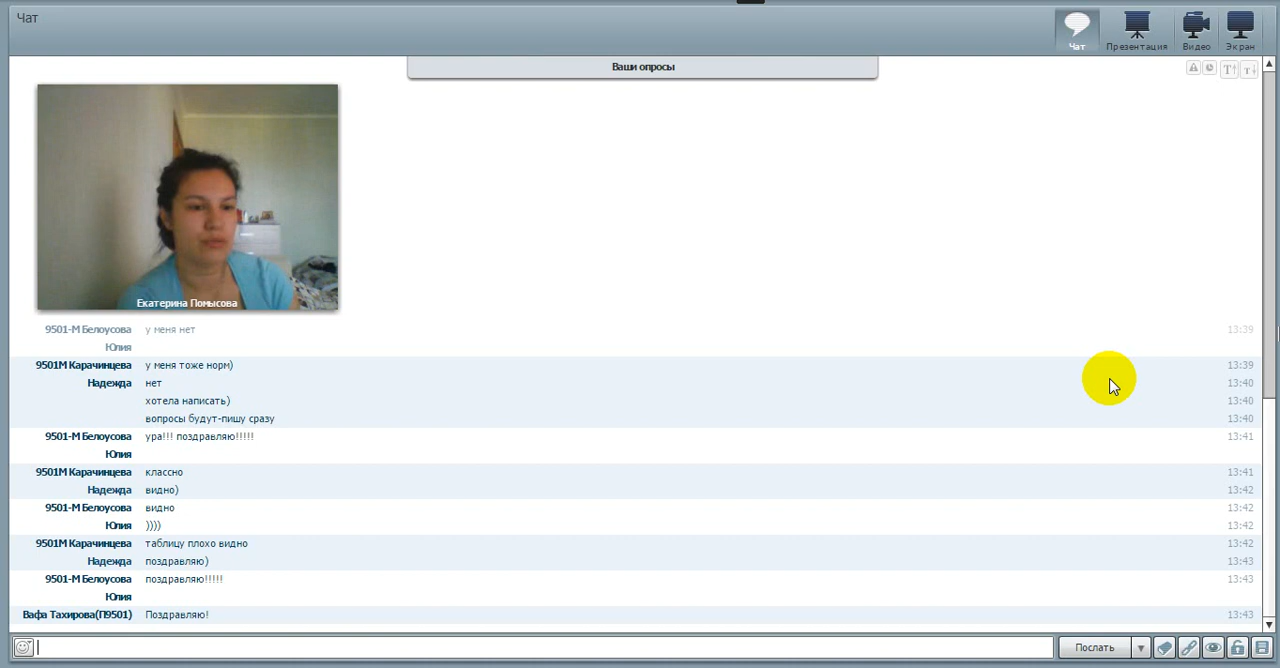 Чат
Чат
Презентация
Видео
Экран
Ваши опросы
Екатерина Помысова
9501-М Белоусова у меня нет 13:39
Юлия
9501М Карачинцева у меня тоже норм) 13:39
Надежда нет 13:40
хотела написать) 13:40
вопросы будут-пишу сразу 13:40
9501-М Белоусова ура!!! поздравляю!!!!! 13:41
Юлия
9501М Карачинцева классно 13:41
Надежда видно) 13:42
9501-М Белоусова видно 13:42
Юлия )))) 13:42
9501М Карачинцева таблицу плохо видно 13:42
Надежда поздравляю) 13:43
9501-М Белоусова поздравляю!!!!! 13:43
Юлия
Вафа Тахирова(П9501) Поздравляю! 13:43
Послать